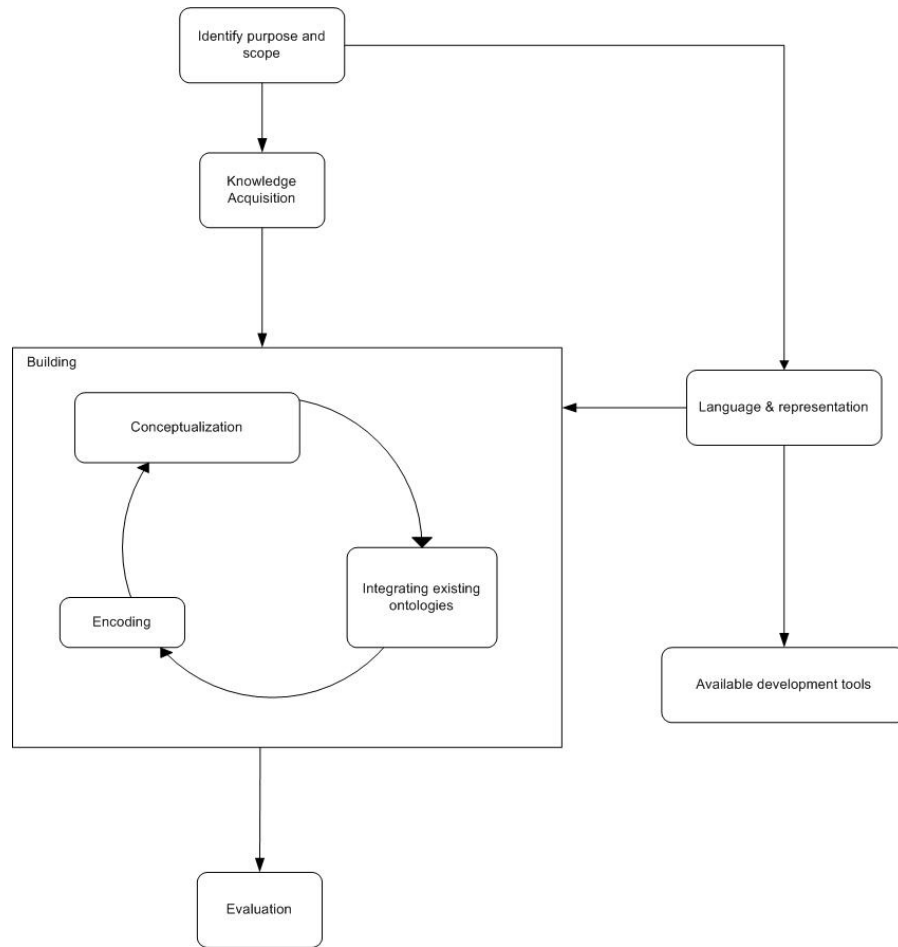 Identify purpose and
scope
Knowledge
Acquisition
Building
Conceptualization
Language & representation
Integrating existing
ontologies
Encoding
Available development tools
Evaluation